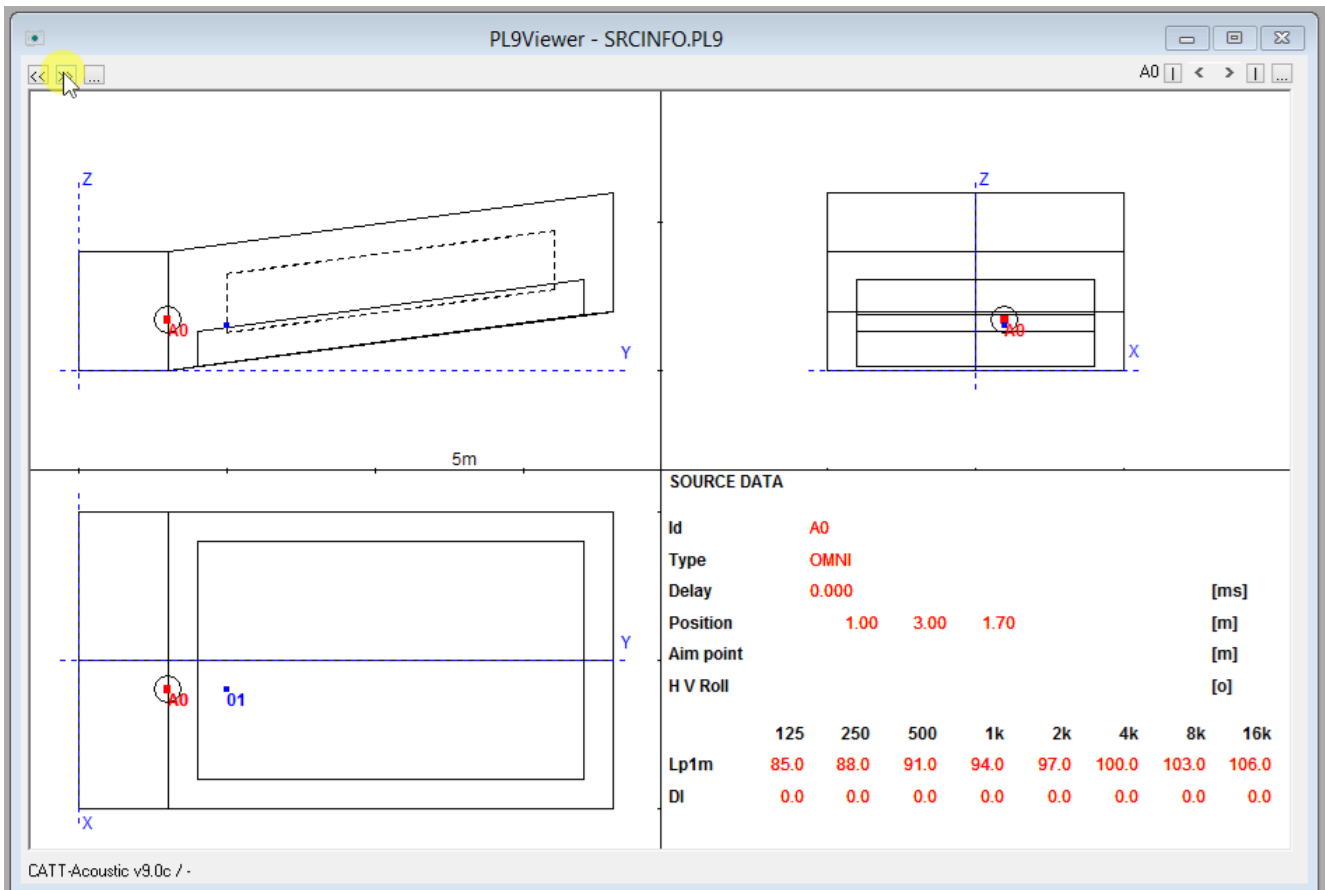 PL9Viewer - SRCINFO.PL9
<< >> ... A0 | < > | ...
Z
A0
Y
Z
A0
X
5m
A0
01
Y
X
SOURCE DATA
Id A0
Type OMNI
Delay 0.000 [ms]
Position 1.00 3.00 1.70 [m]
Aim point [m]
H V Roll [o]
125 250 500 1k 2k 4k 8k 16k
Lp1m 85.0 88.0 91.0 94.0 97.0 100.0 103.0 106.0
DI 0.0 0.0 0.0 0.0 0.0 0.0 0.0 0.0
CATT-Acoustic v9.0c / -